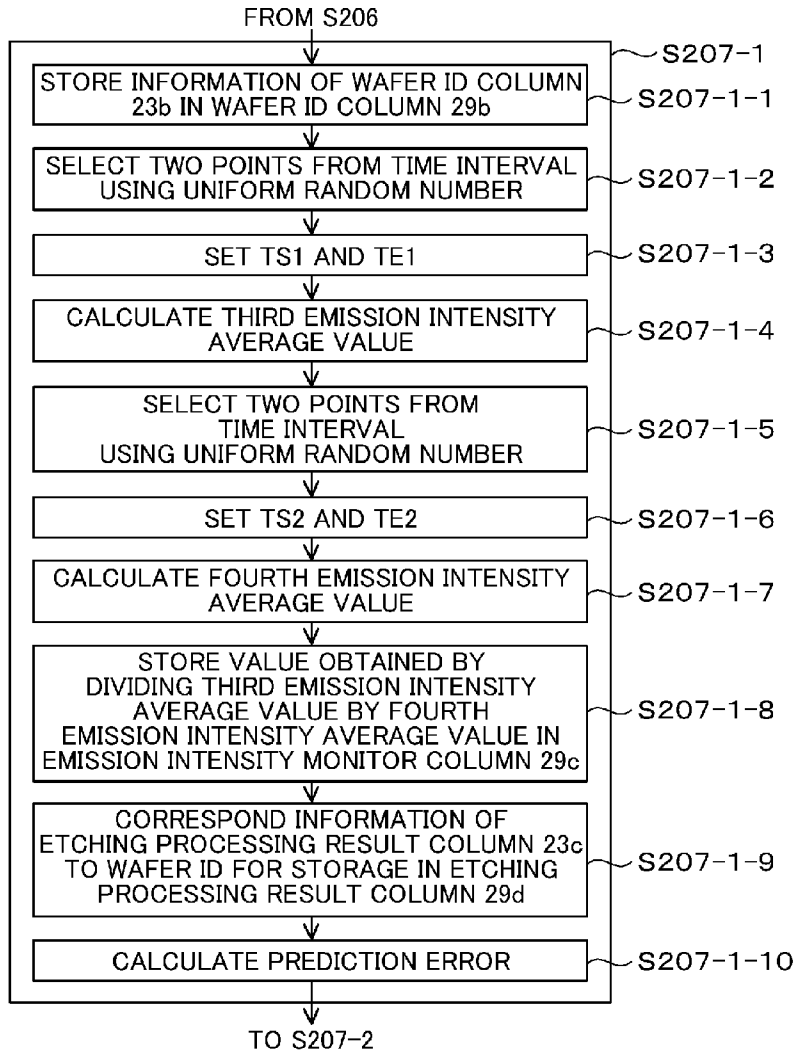 FROM S206
S207-1
STORE INFORMATION OF WAFER ID COLUMN
23b IN WAFER ID COLUMN 29b
S207-1-1
SELECT TWO POINTS FROM TIME INTERVAL
USING UNIFORM RANDOM NUMBER
S207-1-2
SET TS1 AND TE1
S207-1-3
CALCULATE THIRD EMISSION INTENSITY
AVERAGE VALUE
S207-1-4
SELECT TWO POINTS FROM
TIME INTERVAL
USING UNIFORM RANDOM NUMBER
S207-1-5
SET TS2 AND TE2
S207-1-6
CALCULATE FOURTH EMISSION INTENSITY
AVERAGE VALUE
S207-1-7
STORE VALUE OBTAINED BY
DIVIDING THIRD EMISSION INTENSITY
AVERAGE VALUE BY FOURTH
EMISSION INTENSITY AVERAGE VALUE IN
EMISSION INTENSITY MONITOR COLUMN 29c
S207-1-8
CORRESPOND INFORMATION OF
ETCHING PROCESSING RESULT COLUMN 23c
TO WAFER ID FOR STORAGE IN ETCHING
PROCESSING RESULT COLUMN 29d
S207-1-9
CALCULATE PREDICTION ERROR
S207-1-10
TO S207-2